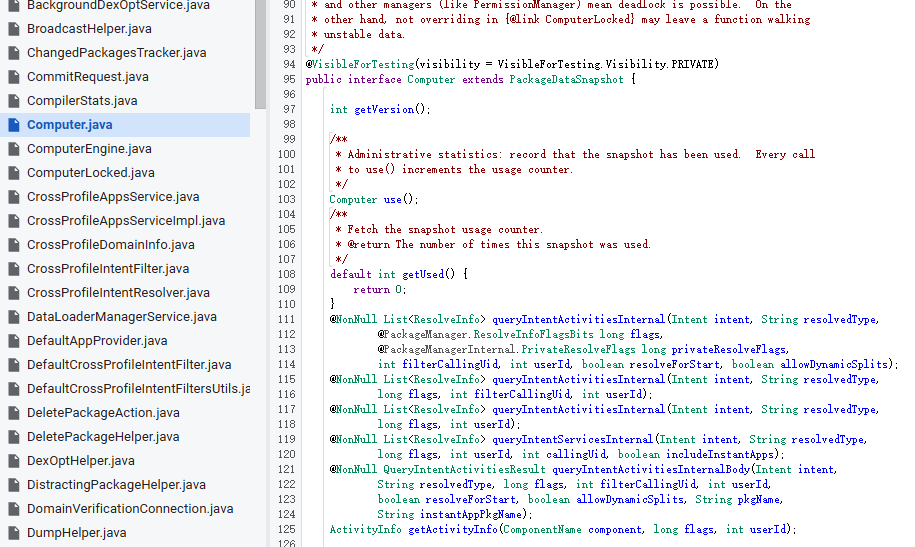 BackgroundDexOptService.java
BroadcastHelper.java
ChangedPackagesTracker.java
CommitRequest.java
CompilerStats.java
Computer.java
ComputerEngine.java
ComputerLocked.java
CrossProfileAppsService.java
CrossProfileAppsServiceImpl.java
CrossProfileDomainInfo.java
CrossProfileIntentFilter.java
CrossProfileIntentResolver.java
DataLoaderManagerService.java
DefaultAppProvider.java
DefaultCrossProfileIntentFilter.java
DefaultCrossProfileIntentFiltersUtils.ja
DeletePackageAction.java
DeletePackageHelper.java
DexOptHelper.java
DistractingPackageHelper.java
DomainVerificationConnection.java
DumpHelper.java
90 * and other managers (like PermissionManager) mean deadlock is possible.  On the
91 * other hand, not overriding in {@link ComputerLocked} may leave a function walking
92 * unstable data.
93 */
94 @VisibleForTesting(visibility = VisibleForTesting.Visibility.PRIVATE)
95 public interface Computer extends PackageDataSnapshot {
96
97 int getVersion();
98
99 /**
100 * Administrative statistics: record that the snapshot has been used.  Every call
101 * to use() increments the usage counter.
102 */
103 Computer use();
104 /**
105 * Fetch the snapshot usage counter.
106 * @return The number of times this snapshot was used.
107 */
108 default int getUsed() {
109 return 0;
110 }
111 @NonNull List<ResolveInfo> queryIntentActivitiesInternal(Intent intent, String resolvedType,
112 @PackageManager.ResolveInfoFlagsBits long flags,
113 @PackageManagerInternal.PrivateResolveFlags long privateResolveFlags,
114 int filterCallingUid, int userId, boolean resolveForStart, boolean allowDynamicSplits);
115 @NonNull List<ResolveInfo> queryIntentActivitiesInternal(Intent intent, String resolvedType,
116 long flags, int filterCallingUid, int userId);
117 @NonNull List<ResolveInfo> queryIntentActivitiesInternal(Intent intent, String resolvedType,
118 long flags, int userId);
119 @NonNull List<ResolveInfo> queryIntentServicesInternal(Intent intent, String resolvedType,
120 long flags, int userId, int callingUid, boolean includeInstantApps);
121 @NonNull QueryIntentActivitiesResult queryIntentActivitiesInternalBody(Intent intent,
122 String resolvedType, long flags, int filterCallingUid, int userId,
123 boolean resolveForStart, boolean allowDynamicSplits, String pkgName,
124 String instantAppPkgName);
125 ActivityInfo getActivityInfo(ComponentName component, long flags, int userId);
126